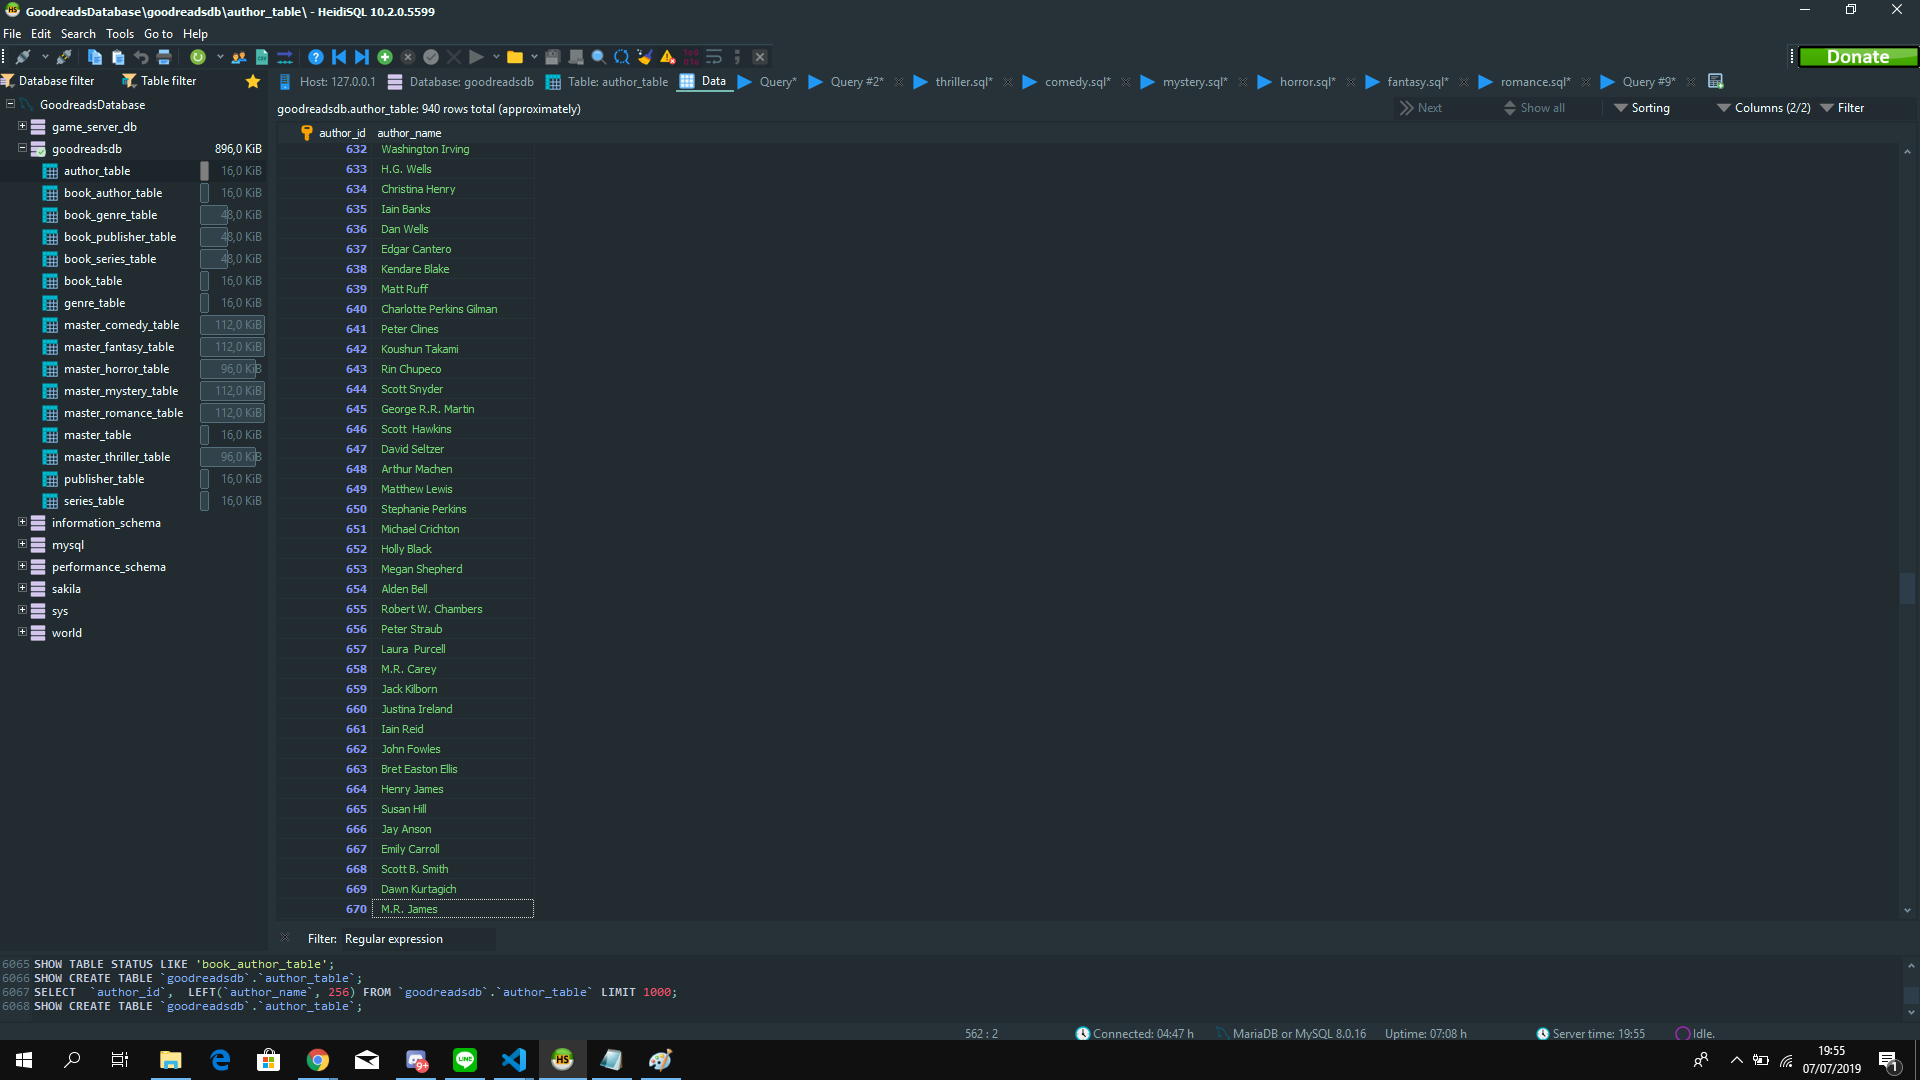 GoodreadsDatabase\goodreadsdb\author_table\ - HeidiSQL 10.2.0.5599
File Edit Search Tools Go to Help
Donate
Database filter Table filter
Host: 127.0.0.1 Database: goodreadsdb Table: author_table Data Query* Query #2* thriller.sql* comedy.sql* mystery.sql* horror.sql* fantasy.sql* romance.sql* Query #9*
goodreadsdb.author_table: 940 rows total (approximately) Next Show all Sorting Columns (2/2) Filter
GoodreadsDatabase
game_server_db
goodreadsdb 896,0 KiB
author_table 16,0 KiB
book_author_table 16,0 KiB
book_genre_table 48,0 KiB
book_publisher_table 48,0 KiB
book_series_table 48,0 KiB
book_table 16,0 KiB
genre_table 16,0 KiB
master_comedy_table 112,0 KiB
master_fantasy_table 112,0 KiB
master_horror_table 96,0 KiB
master_mystery_table 112,0 KiB
master_romance_table 112,0 KiB
master_table 16,0 KiB
master_thriller_table 96,0 KiB
publisher_table 16,0 KiB
series_table 16,0 KiB
information_schema
mysql
performance_schema
sakila
sys
world
author_id author_name
632 Washington Irving
633 H.G. Wells
634 Christina Henry
635 Iain Banks
636 Dan Wells
637 Edgar Cantero
638 Kendare Blake
639 Matt Ruff
640 Charlotte Perkins Gilman
641 Peter Clines
642 Koushun Takami
643 Rin Chupeco
644 Scott Snyder
645 George R.R. Martin
646 Scott  Hawkins
647 David Seltzer
648 Arthur Machen
649 Matthew Lewis
650 Stephanie Perkins
651 Michael Crichton
652 Holly Black
653 Megan Shepherd
654 Alden Bell
655 Robert W. Chambers
656 Peter Straub
657 Laura  Purcell
658 M.R. Carey
659 Jack Kilborn
660 Justina Ireland
661 Iain Reid
662 John Fowles
663 Bret Easton Ellis
664 Henry James
665 Susan Hill
666 Jay Anson
667 Emily Carroll
668 Scott B. Smith
669 Dawn Kurtagich
670 M.R. James
Filter: Regular expression
6065 SHOW TABLE STATUS LIKE 'book_author_table';
6066 SHOW CREATE TABLE `goodreadsdb`.`author_table`;
6067 SELECT  `author_id`,  LEFT(`author_name`, 256) FROM `goodreadsdb`.`author_table` LIMIT 1000;
6068 SHOW CREATE TABLE `goodreadsdb`.`author_table`;
562 : 2 Connected: 04:47 h MariaDB or MySQL 8.0.16 Uptime: 07:08 h Server time: 19:55 Idle.
HS
9+
LINE
19:55
07/07/2019
1